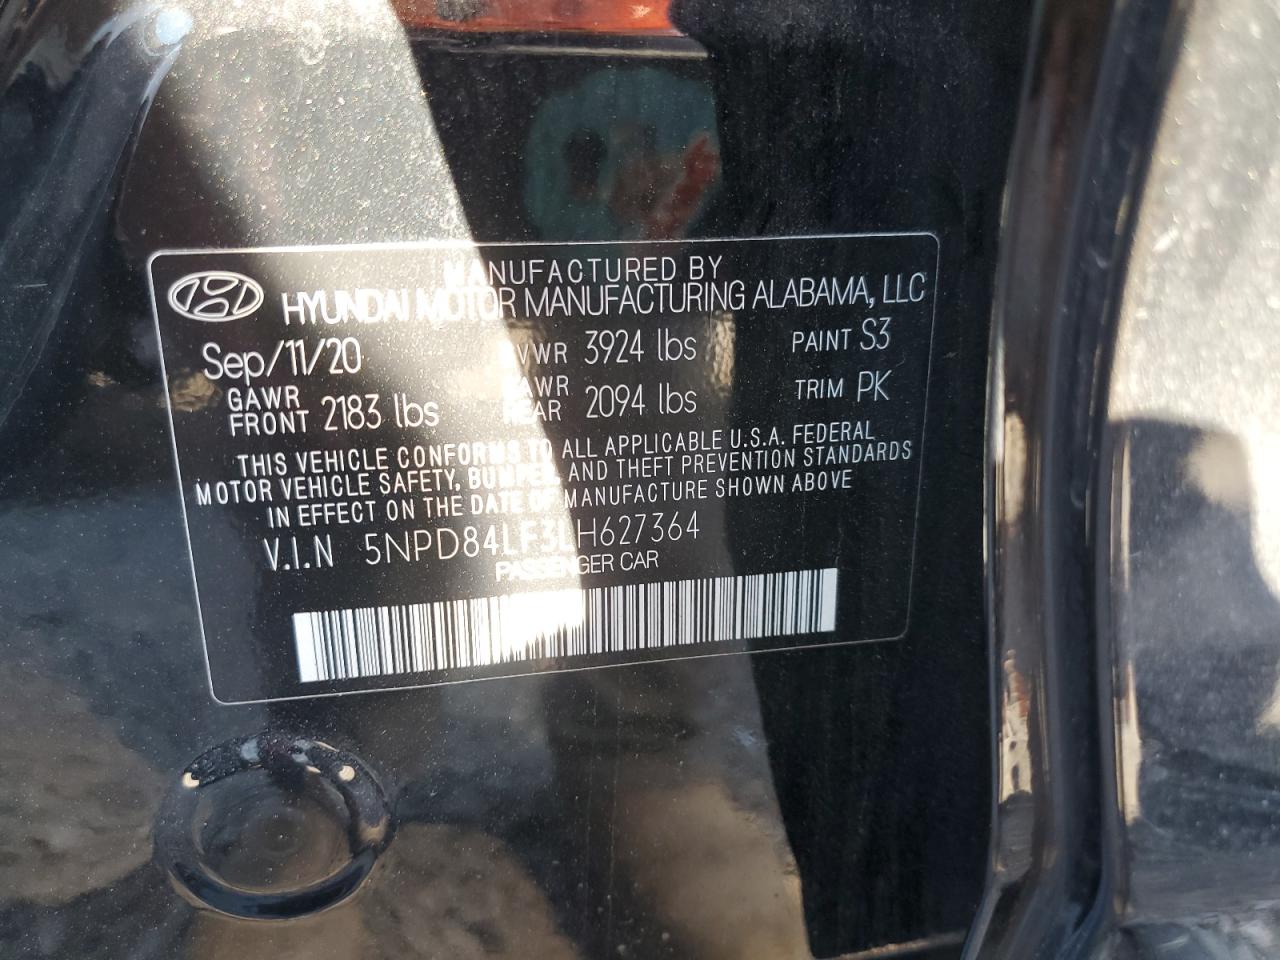 MANUFACTURED BY
HYUNDAI MOTOR MANUFACTURING ALABAMA, LLC
Sep/11/20 GVWR 3924 lbs PAINT S3
GAWR FRONT 2183 lbs GAWR REAR 2094 lbs TRIM PK
THIS VEHICLE CONFORMS TO ALL APPLICABLE U.S.A. FEDERAL
MOTOR VEHICLE SAFETY, BUMPER, AND THEFT PREVENTION STANDARDS
IN EFFECT ON THE DATE OF MANUFACTURE SHOWN ABOVE
V.I.N 5NPD84LF3LH627364
PASSENGER CAR